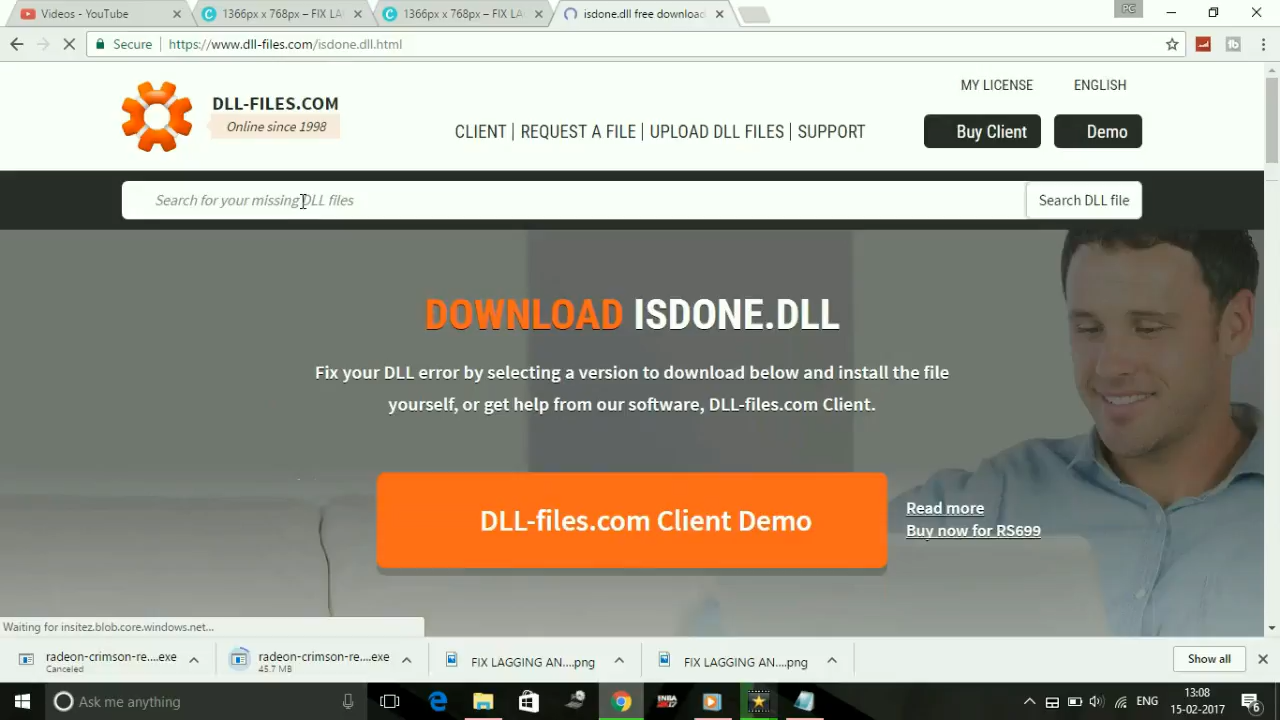 Videos - YouTube
1366px x 768px – FIX LA
1366px x 768px – FIX LA
isdone.dll free download
PC
Secure
https://www.dll-files.com/isdone.dll.html
DLL-FILES.COM
Online since 1998
MY LICENSE
ENGLISH
CLIENT | REQUEST A FILE | UPLOAD DLL FILES | SUPPORT
Buy Client
Demo
Search for your missing DLL files
Search DLL file
DOWNLOAD ISDONE.DLL
Fix your DLL error by selecting a version to download below and install the file
yourself, or get help from our software, DLL-files.com Client.
DLL-files.com Client Demo
Read more
Buy now for RS699
Waiting for insitez.blob.core.windows.net...
radeon-crimson-re....exe
Canceled
radeon-crimson-re....exe
45.7 MB
FIX LAGGING AN....png
FIX LAGGING AN....png
Show all
Ask me anything
ENG
13:08
15-02-2017
6